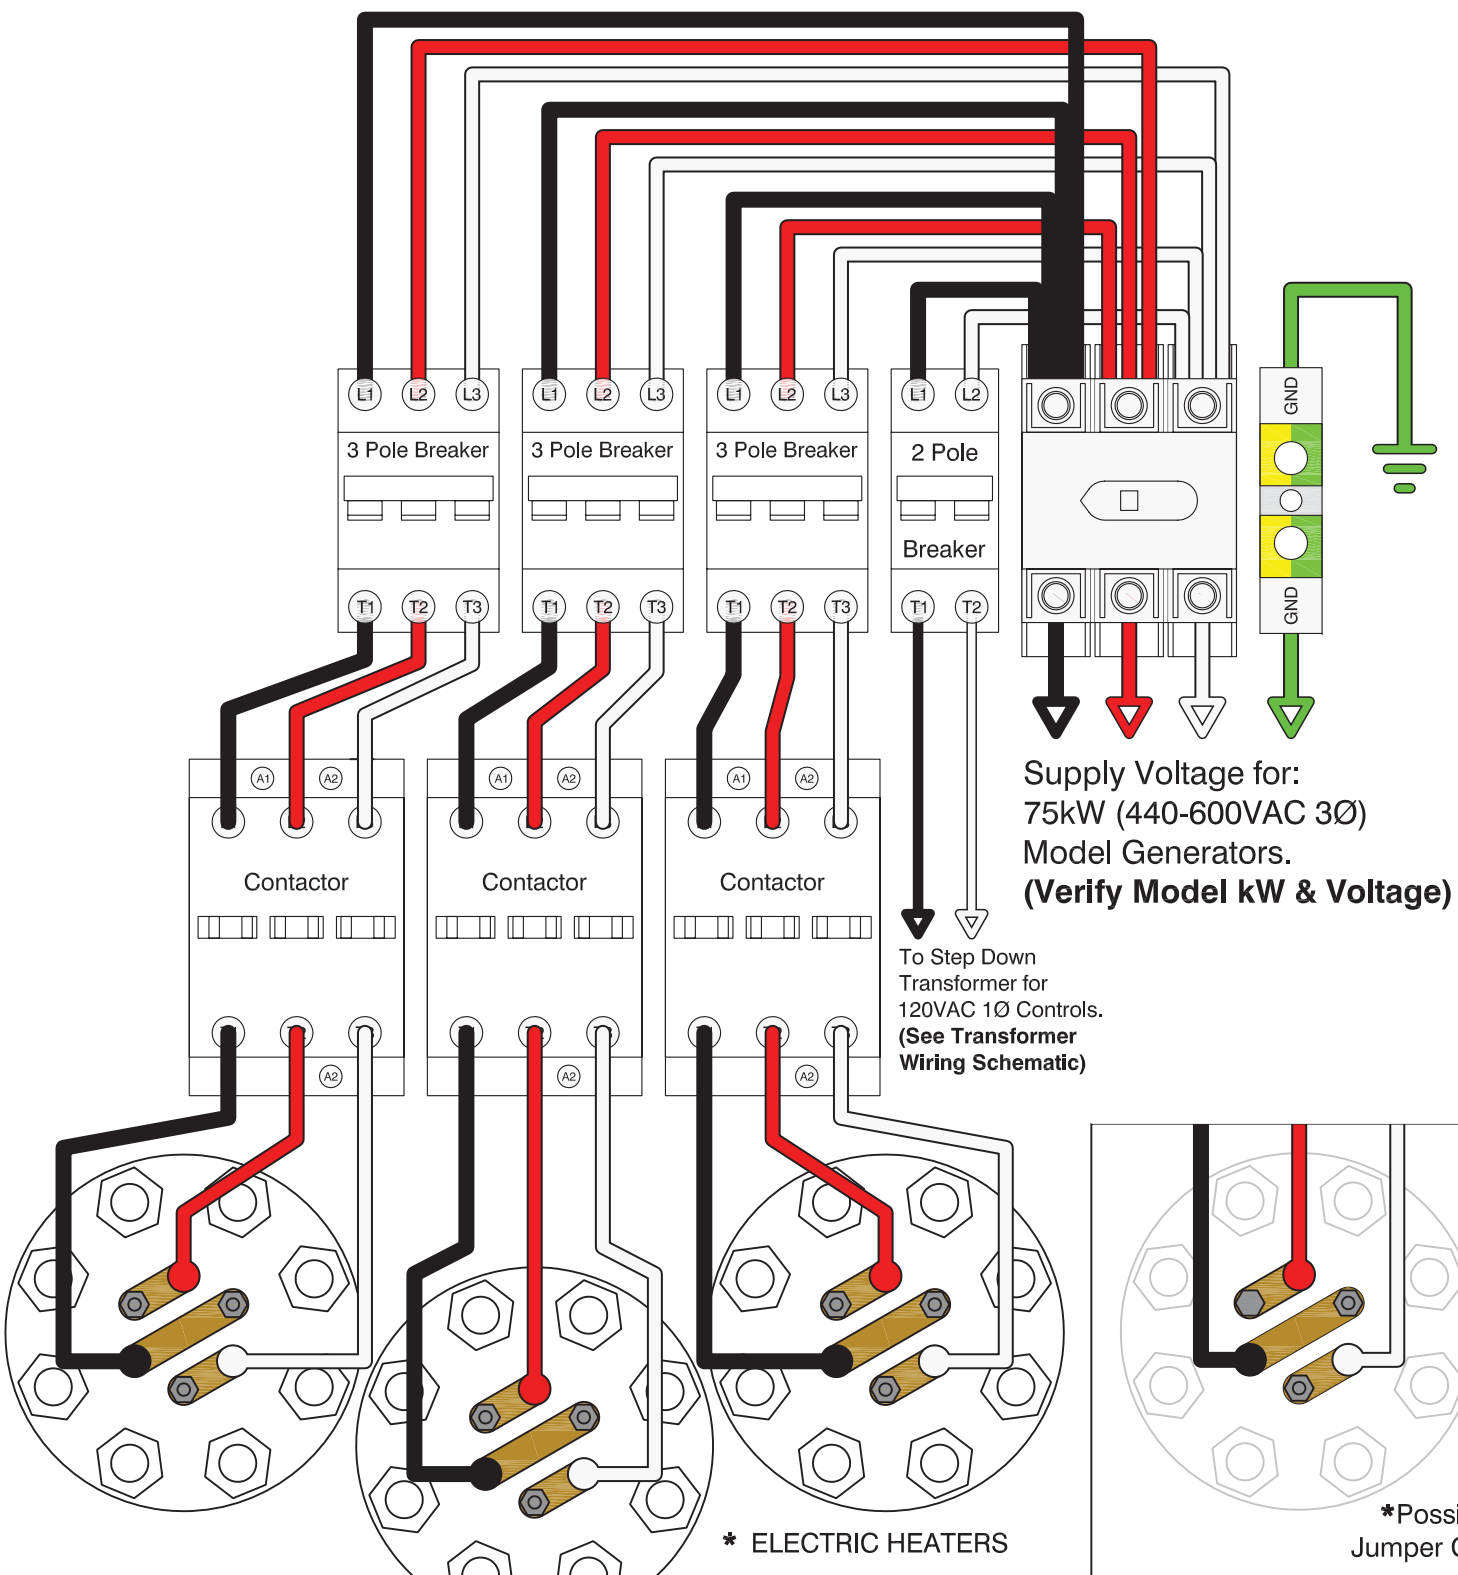 L1 L2 L3 L1 L2 L3 L1 L2 L3 L1 L2
3 Pole Breaker 3 Pole Breaker 3 Pole Breaker 2 Pole
Breaker
GND
GND
T1 T2 T3 T1 T2 T3 T1 T2 T3 T1 T2
Supply Voltage for:
75kW (440-600VAC 3Ø)
Model Generators.
(Verify Model kW & Voltage)
A1 A2 A1 A2 A1 A2
Contactor Contactor Contactor
To Step Down
Transformer for
120VAC 1Ø Controls.
(See Transformer
Wiring Schematic)
A2 A2 A2
* ELECTRIC HEATERS
*Possi
Jumper